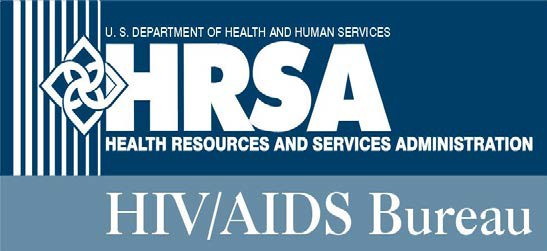 U. S. DEPARTMENT OF HEALTH AND HUMAN SERVICES
HRSA
HEALTH RESOURCES AND SERVICES ADMINISTRATION
HIV/AIDS Bureau